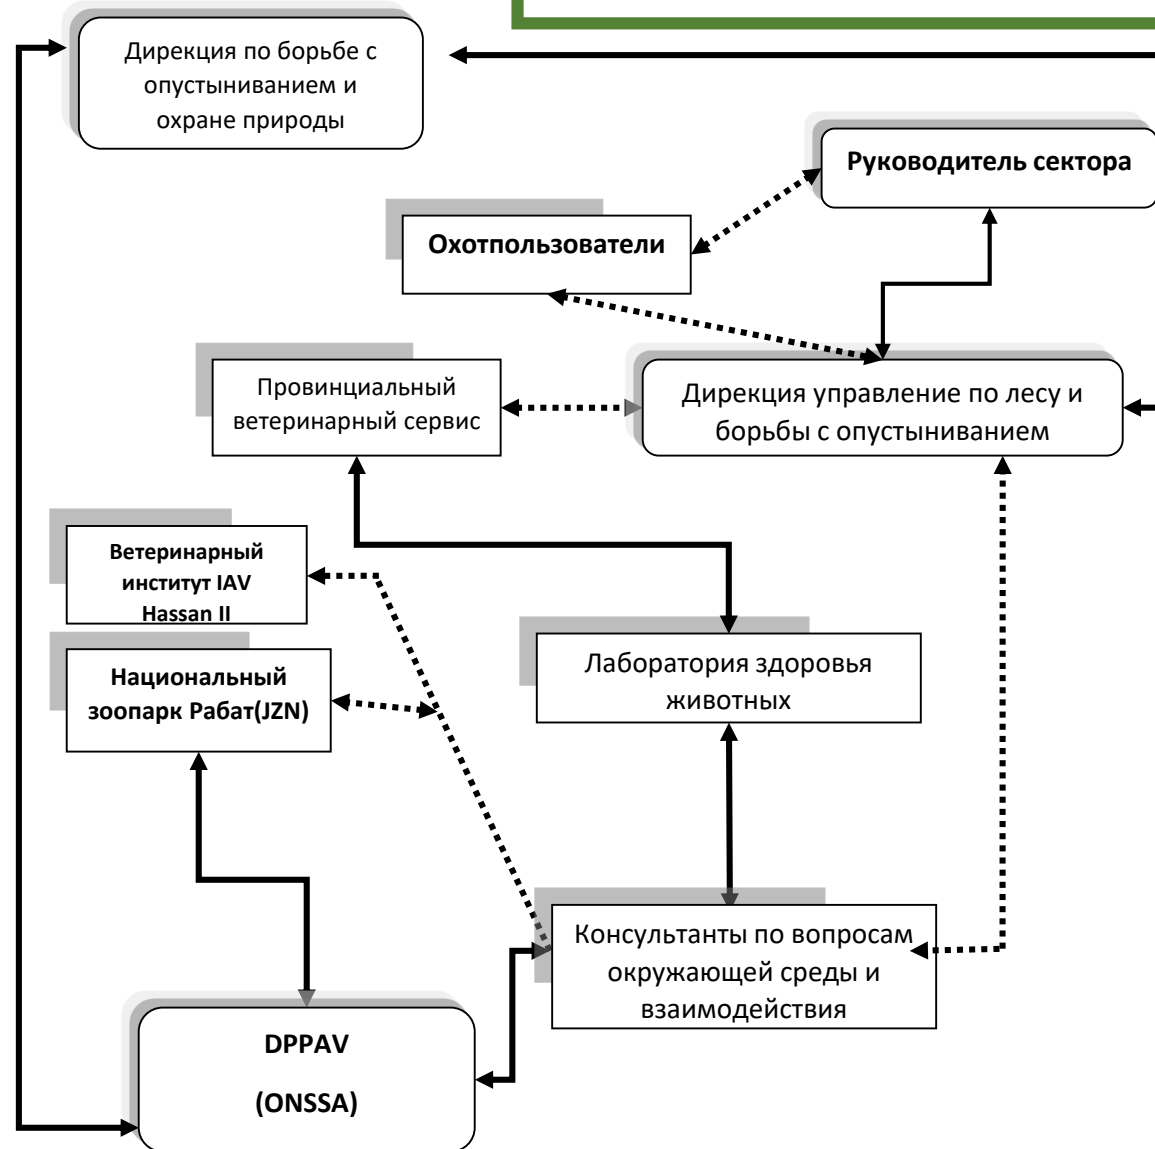 Дирекция по борьбе с
опустыниванием и
охране природы
Руководитель сектора
Охотпользователи
Провинциальный
ветеринарный сервис
Дирекция управление по лесу и
борьбы с опустыниванием
Ветеринарный
институт IAV
Hassan II
Национальный
зоопарк Рабат(JZN)
Лаборатория здоровья
животных
Консультанты по вопросам
окружающей среды и
взаимодействия
DPPAV
(ONSSA)